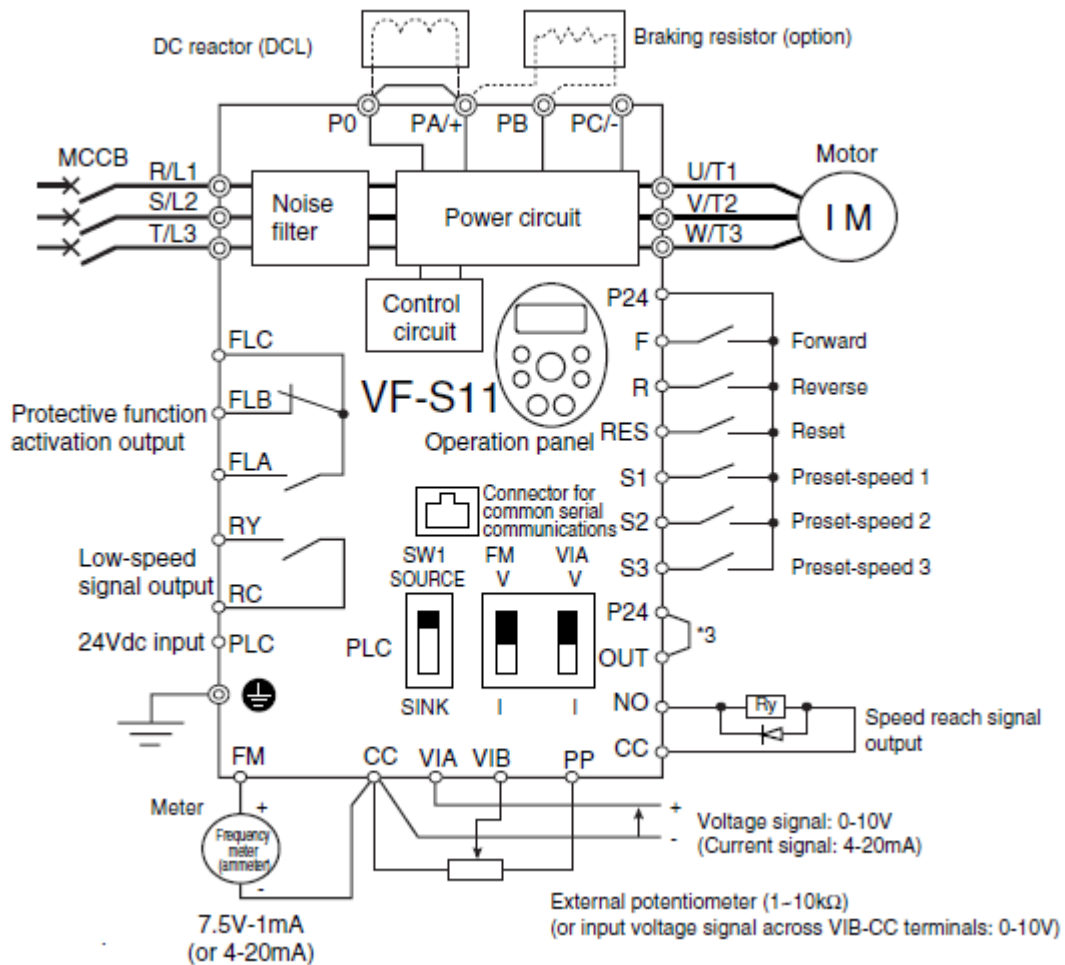 DC reactor (DCL)
Braking resistor (option)
P0
PA/+
PB
PC/-
MCCB
R/L1
S/L2
T/L3
Noise
filter
Power circuit
U/T1
V/T2
W/T3
Motor
I M
Control
circuit
P24
F
Forward
R
Reverse
RES
Reset
S1
Preset-speed 1
S2
Preset-speed 2
S3
Preset-speed 3
FLC
FLB
FLA
Protective function
activation output
VF-S11
Operation panel
Connector for
common serial
communications
RY
RC
Low-speed
signal output
24Vdc input
PLC
SW1
SOURCE
PLC
SINK
FM
V
I
VIA
V
I
P24
*3
OUT
NO
Ry
CC
Speed reach signal
output
FM
CC
VIA
VIB
PP
Meter
+
Frequency
meter
(ammeter)
-
7.5V-1mA
(or 4-20mA)
+
-
Voltage signal: 0-10V
(Current signal: 4-20mA)
External potentiometer (1~10kΩ)
(or input voltage signal across VIB-CC terminals: 0-10V)